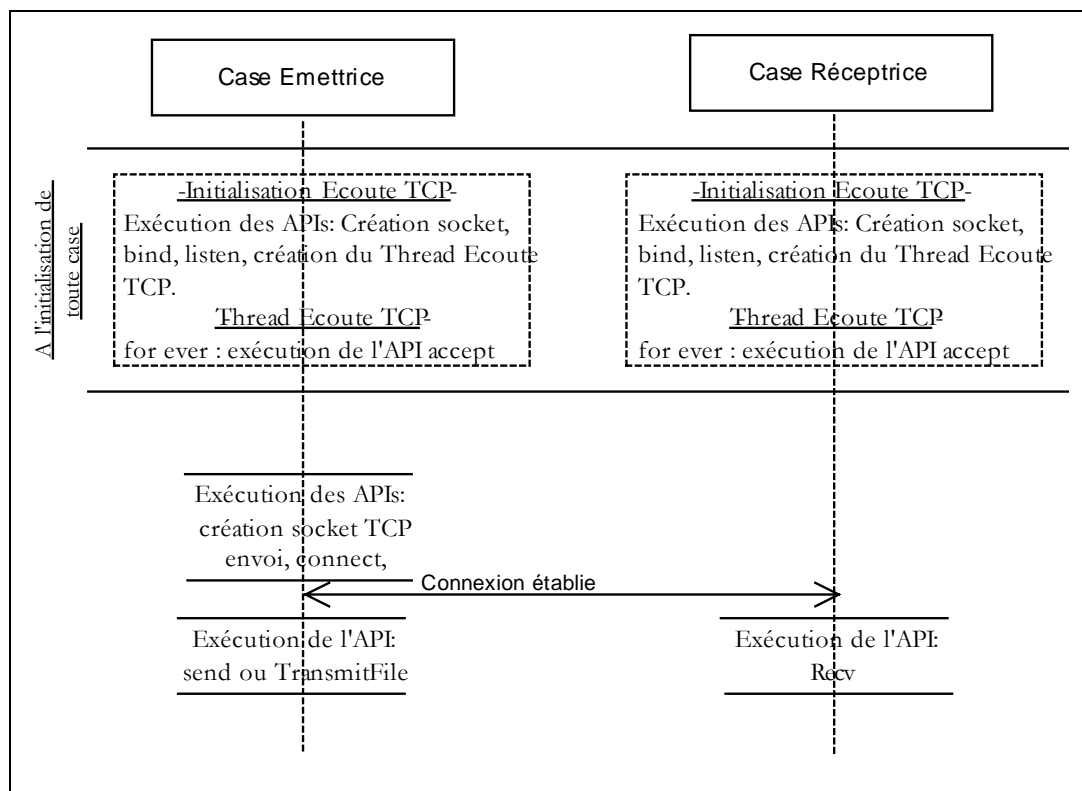 Case Emettrice
Case Réceptrice
A l'initialisation de
toute case
-Initialisation Ecoute TCP-
Exécution des APIs: Création socket,
bind, listen, création du Thread Ecoute
TCP.
-Thread Ecoute TCP-
for ever : exécution de l'API accept
-Initialisation Ecoute TCP-
Exécution des APIs: Création socket,
bind, listen, création du Thread Ecoute
TCP.
-Thread Ecoute TCP-
for ever : exécution de l'API accept
Exécution des APIs:
création socket TCP
envoi, connect,
Connexion établie
Exécution de l'API:
send ou TransmitFile
Exécution de l'API:
Recv